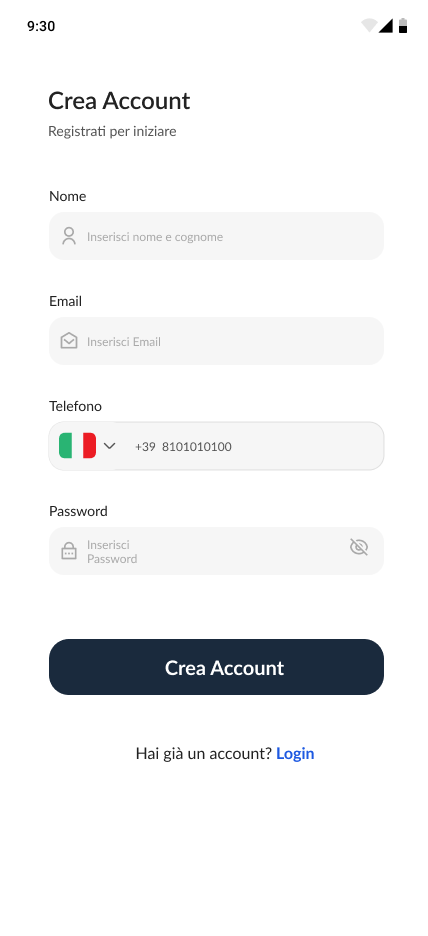 9:30
Crea Account
Registrati per iniziare
Nome
Inserisci nome e cognome
Email
Inserisci Email
Telefono
+39 8101010100
Password
Inserisci
Password
Crea Account
Hai già un account? Login